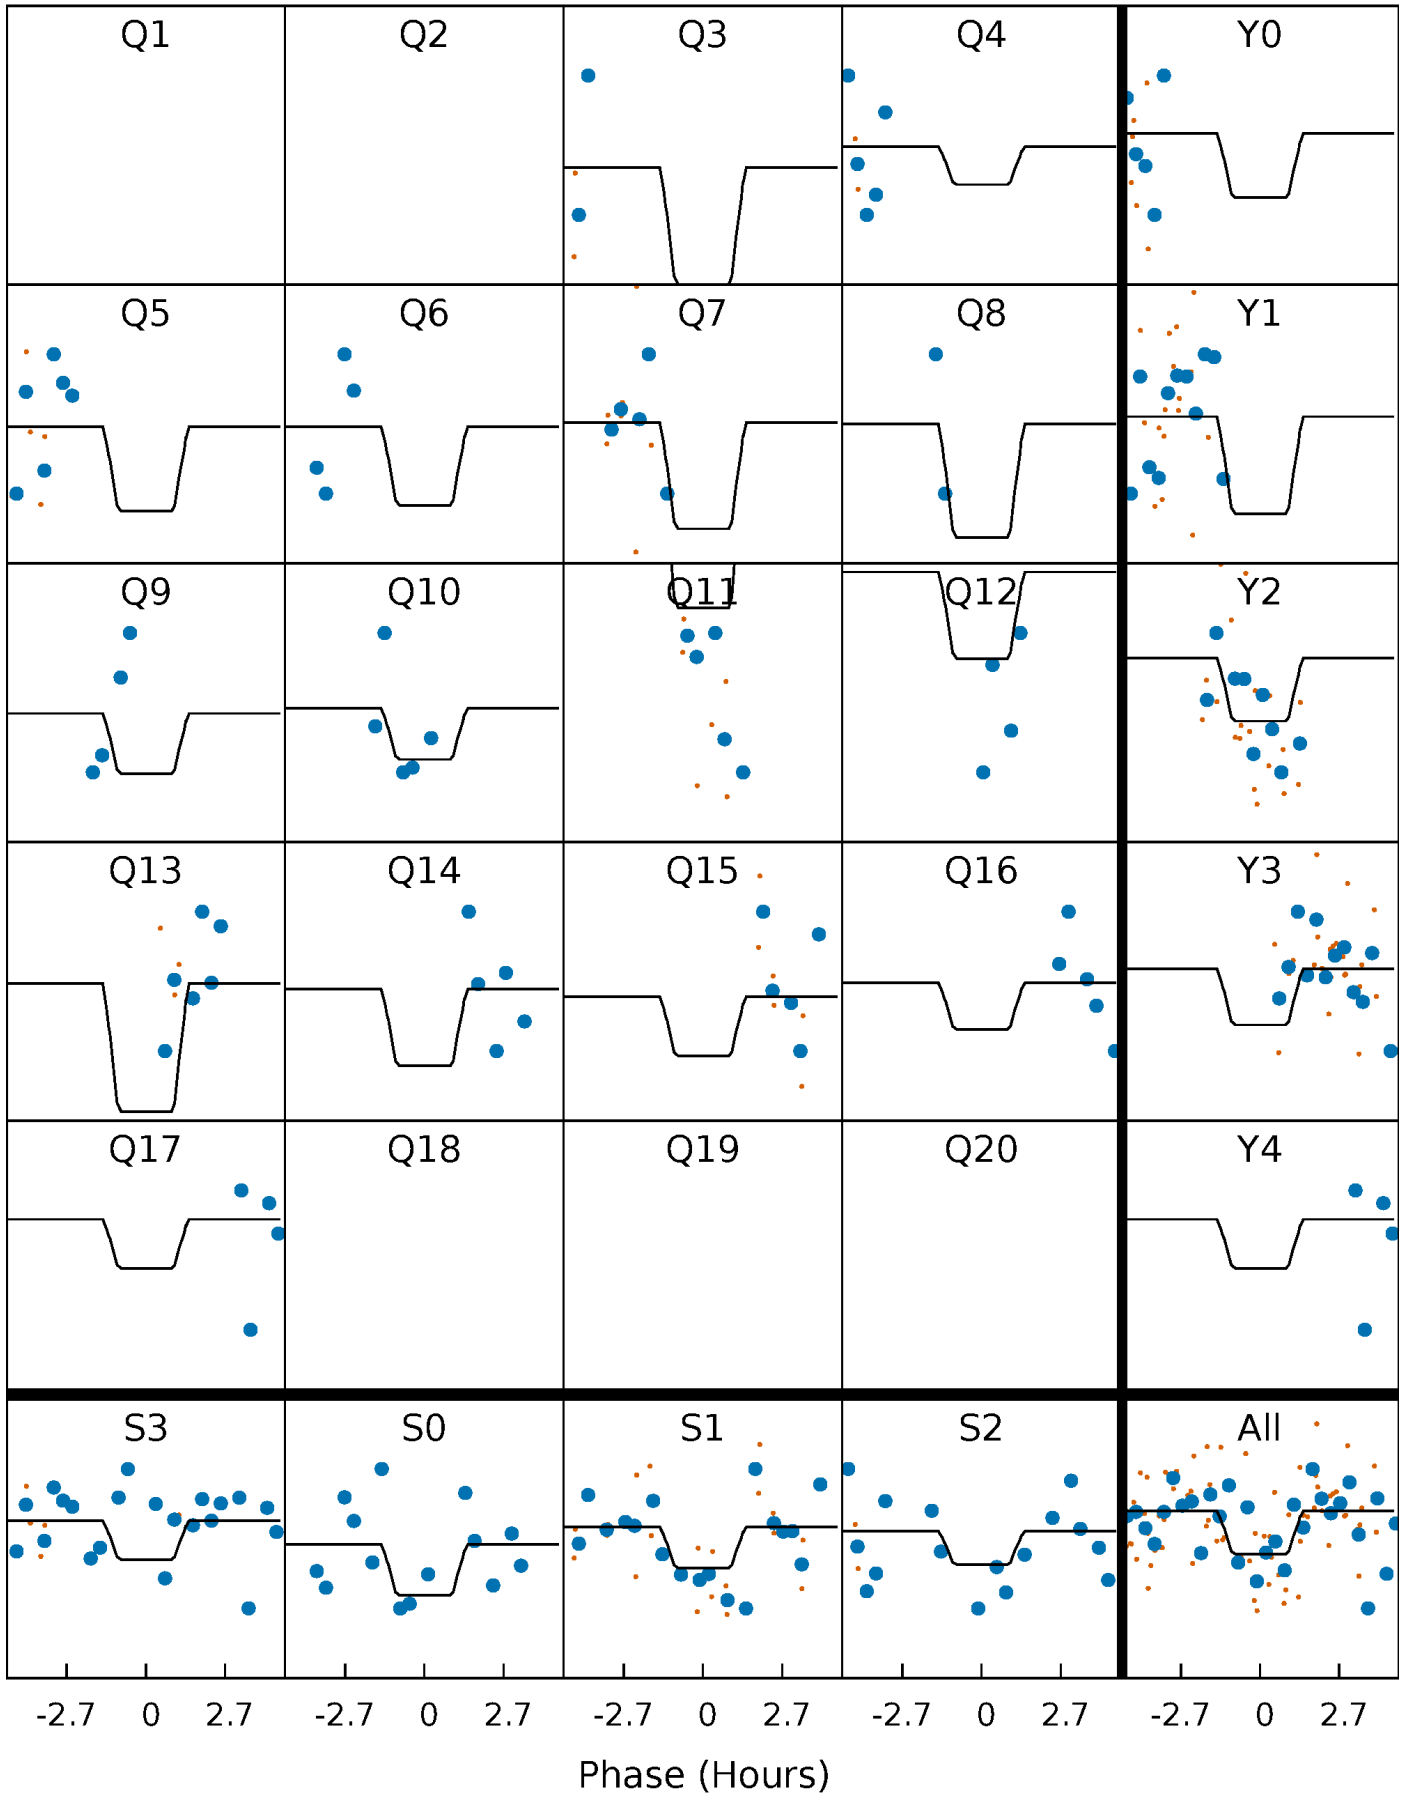 Q1 Q2 Q3 Q4 Y0
Q5 Q6 Q7 Q8 Y1
Q9 Q10 Q11 Q12 Y2
Q13 Q14 Q15 Q16 Y3
Q17 Q18 Q19 Q20 Y4
S3 S0 S1 S2 All
-2.7 0 2.7 -2.7 0 2.7 -2.7 0 2.7 -2.7 0 2.7 -2.7 0 2.7
Phase (Hours)